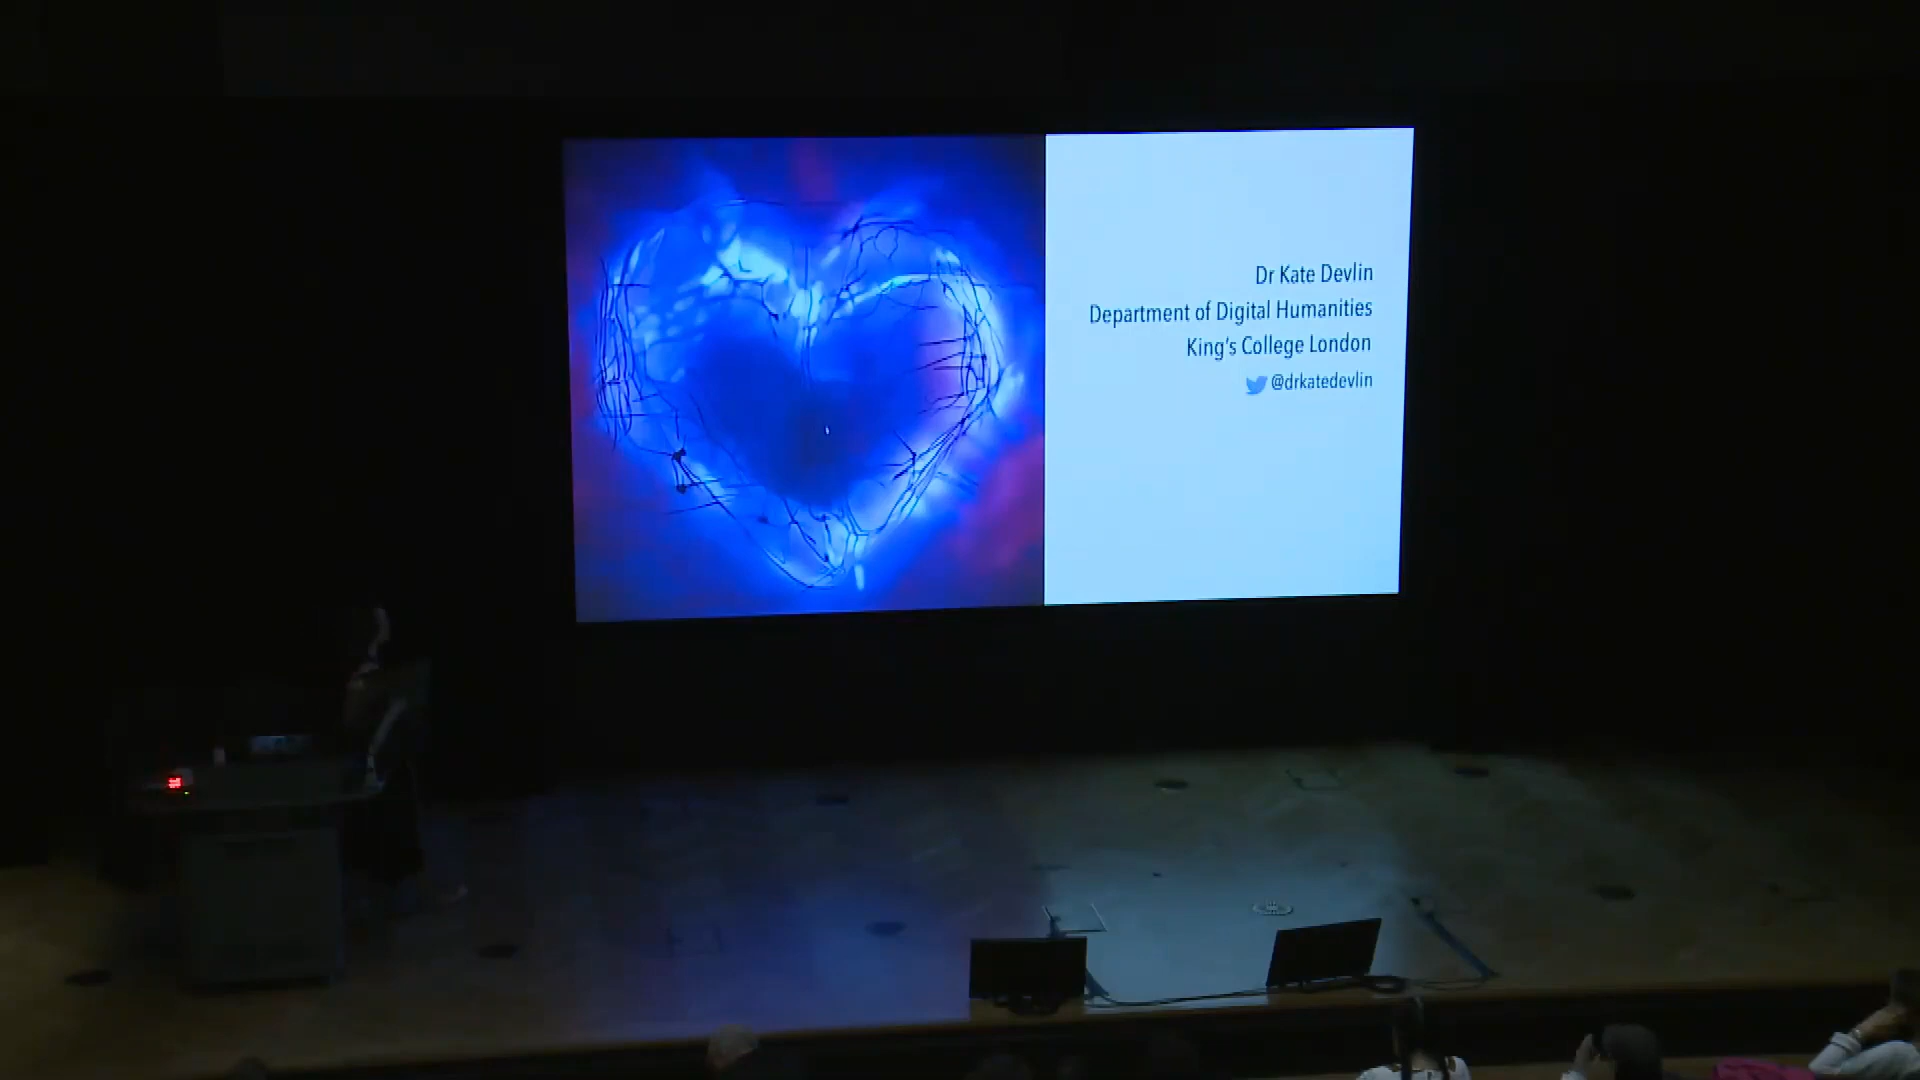 Dr Kate Devlin
Department of Digital Humanities
King's College London
@drkatedevlin